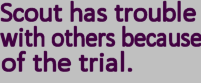 Scout has trouble
with others because
of the trial.